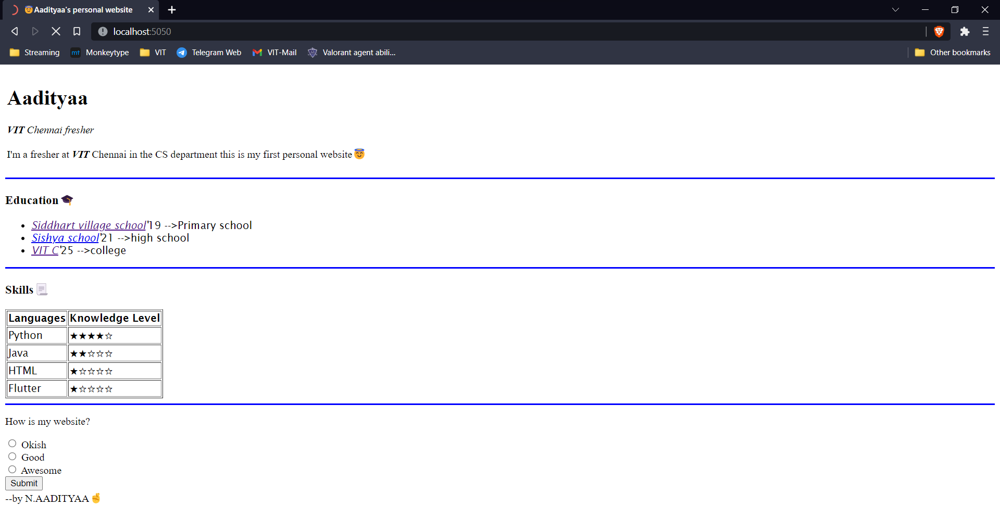 😇Aadityaa's personal website
localhost:5050
Streaming mt Monkeytype VIT Telegram Web VIT-Mail Valorant agent abili... Other bookmarks
Aadityaa
VIT Chennai fresher
I'm a fresher at VIT Chennai in the CS department this is my first personal website😇
Education🎓
• Siddhart village school'19 -->Primary school
• Sishya school'21 -->high school
• VIT C'25 -->college
Skills📃
Languages Knowledge Level
Python ★★★★☆
Java ★★☆☆☆
HTML ★☆☆☆☆
Flutter ★☆☆☆☆
How is my website?
Okish
Good
Awesome
Submit
--by N.AADITYAA🤞